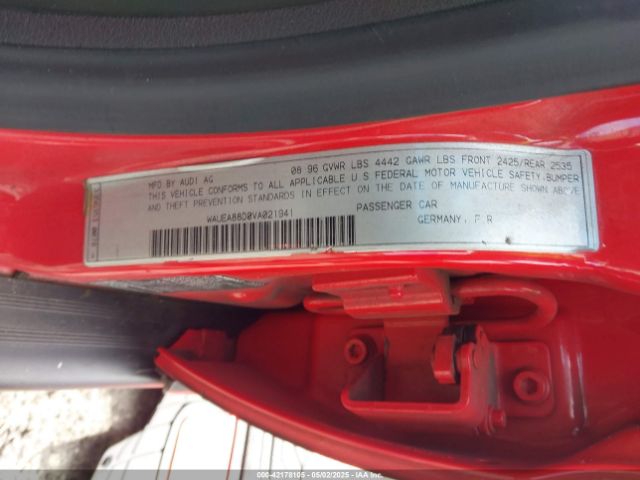 MFD BY AUDI AG 08 96 GVWR LBS 4442 GAWR LBS FRONT 2425/REAR 2535
THIS VEHICLE CONFORMS TO ALL APPLICABLE U S FEDERAL MOTOR VEHICLE SAFETY.BUMPER
AND THEFT PREVENTION STANDARDS IN EFFECT ON THE DATE OF MANUFACTURE SHOWN ABOVE
WAUEA88D0VA021941 PASSENGER CAR
GERMANY, F R
000-42178105 - 05/02/2025 - IAA Inc.